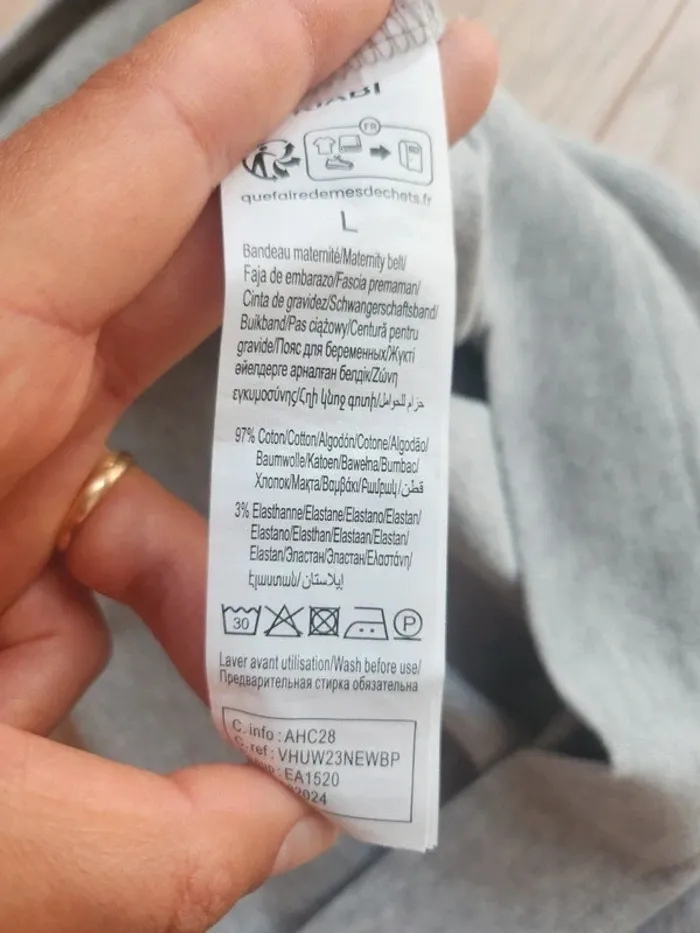 FR
quefairedemesdechets.fr
L
Bandeau maternité/Maternity belt/
Faja de embarazo/Fascia premaman/
Cinta de gravidez/Schwangerschaftsband/
Buikband/Pas ciążowy/Centură pentru
gravide/Пояс для беременных/Жүкті
әйелдерге арналған белдік/Ζώνη
εγκυμοσύνης/Հղի կնոջ գոտի/حزام للحوامل
97% Coton/Cotton/Algodón/Cotone/Algodão/
Baumwolle/Katoen/Bawełna/Bumbac/
Хлопок/Мақта/Βαμβάκι/Բամբակ/قطن
3% Elasthanne/Elastane/Elastano/Elastan/
Elastano/Elasthan/Elastaan/Elastan/
Elastan/Эластан/Эластан/Ελαστάνη/
Էլաստան/إيلاستان
30 P
Laver avant utilisation/Wash before use/
Предварительная стирка обязательна
C. info : AHC28
C. ref : VHUW23NEWBP
: EA1520
2024